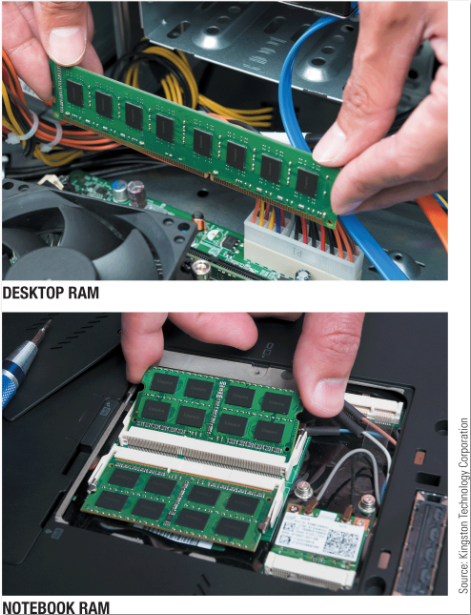 DESKTOP RAM
Source: Kingston Technology Corporation
NOTEBOOK RAM